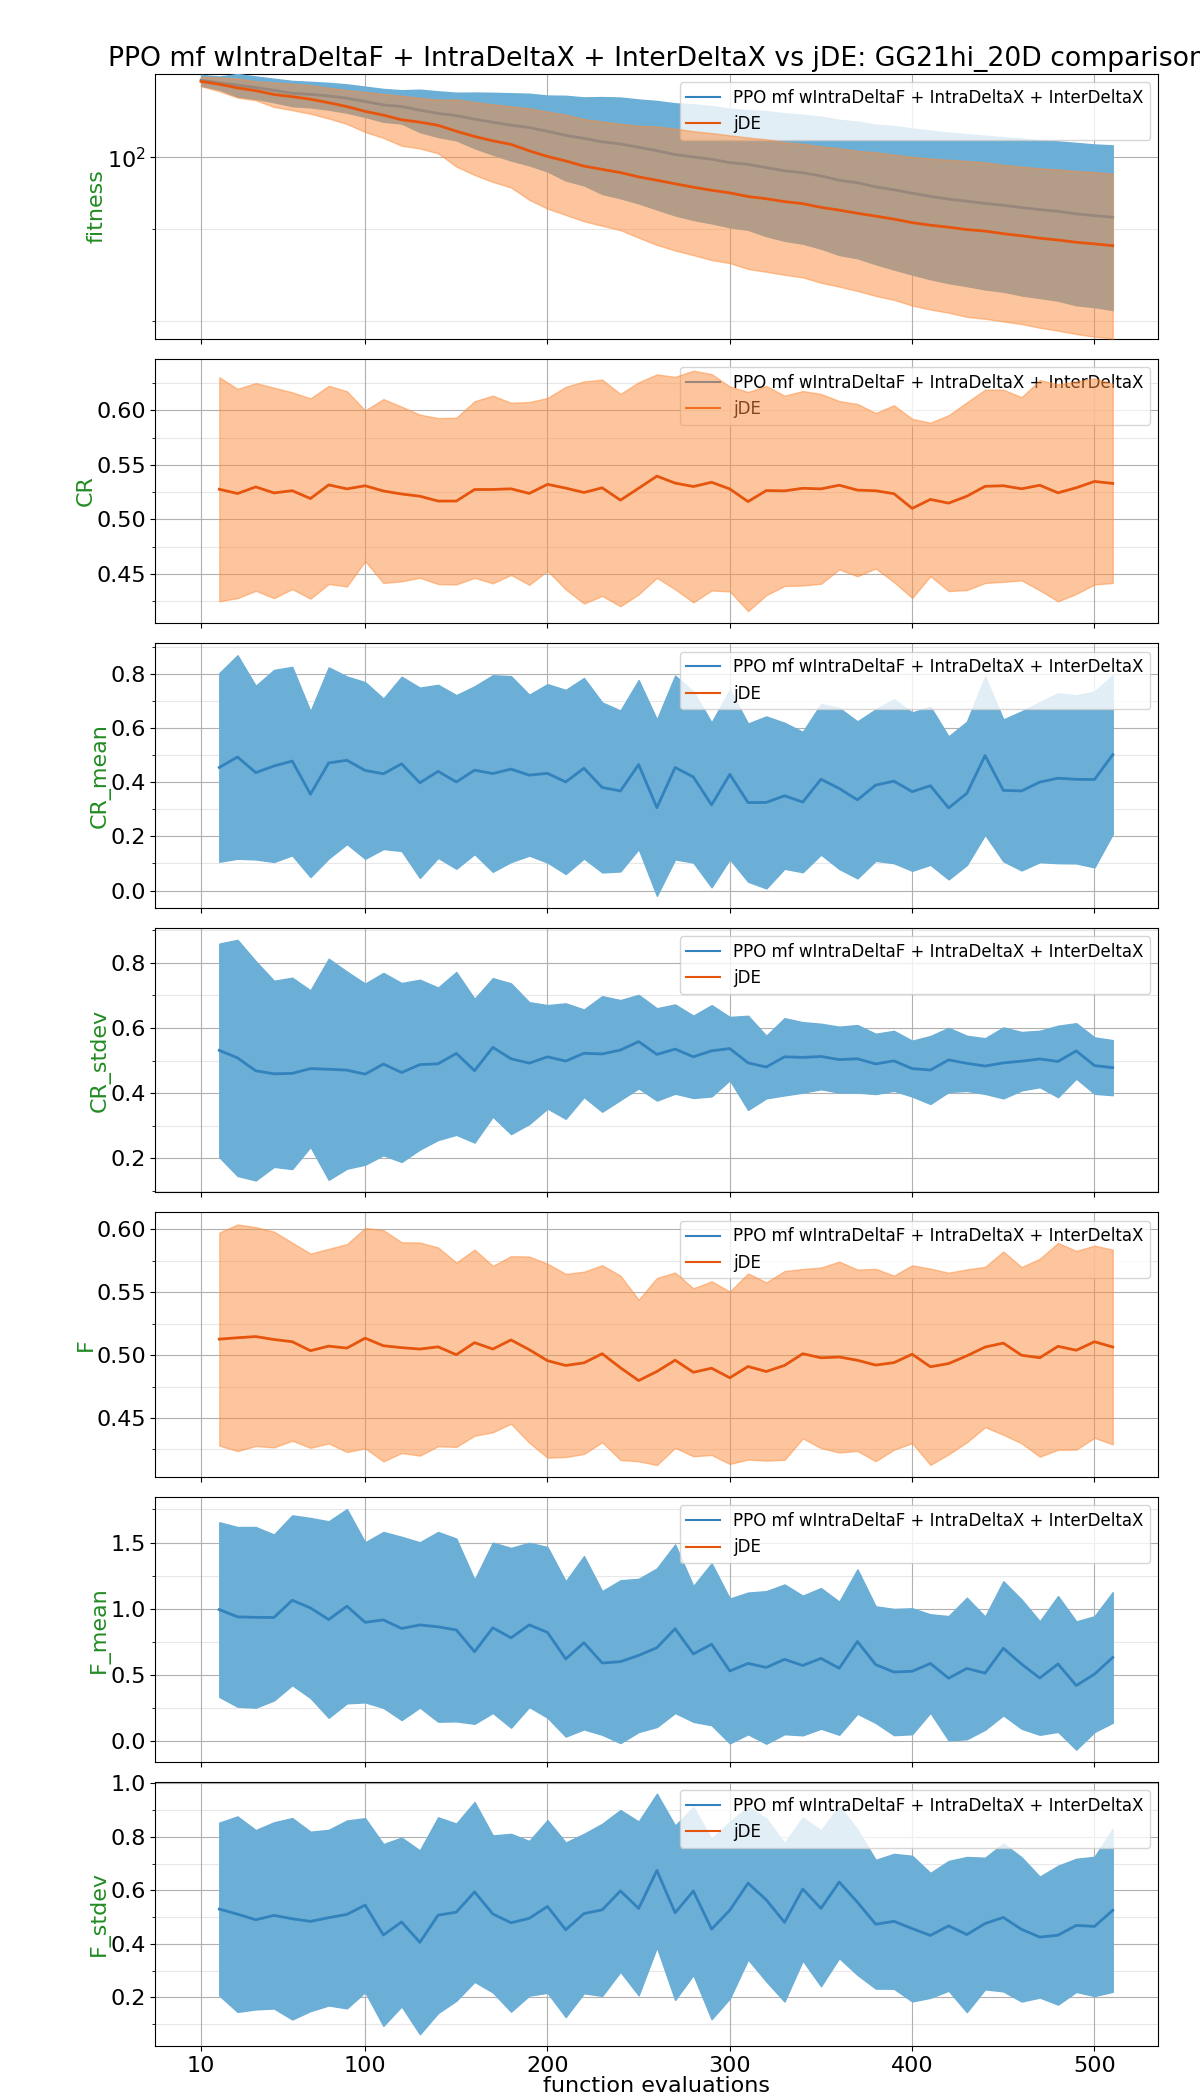 PPO mf wIntraDeltaF + IntraDeltaX + InterDeltaX vs jDE: GG21hi_20D comparison
PPO mf wIntraDeltaF + IntraDeltaX + InterDeltaX
jDE
10²
fitness
PPO mf wIntraDeltaF + IntraDeltaX + InterDeltaX
jDE
0.60
0.55
0.50
0.45
CR
PPO mf wIntraDeltaF + IntraDeltaX + InterDeltaX
jDE
0.8
0.6
0.4
0.2
0.0
CR_mean
PPO mf wIntraDeltaF + IntraDeltaX + InterDeltaX
jDE
0.8
0.6
0.4
0.2
CR_stdev
PPO mf wIntraDeltaF + IntraDeltaX + InterDeltaX
jDE
0.60
0.55
0.50
0.45
F
PPO mf wIntraDeltaF + IntraDeltaX + InterDeltaX
jDE
1.5
1.0
0.5
0.0
F_mean
PPO mf wIntraDeltaF + IntraDeltaX + InterDeltaX
jDE
1.0
0.8
0.6
0.4
0.2
F_stdev
10 100 200 300 400 500
function evaluations